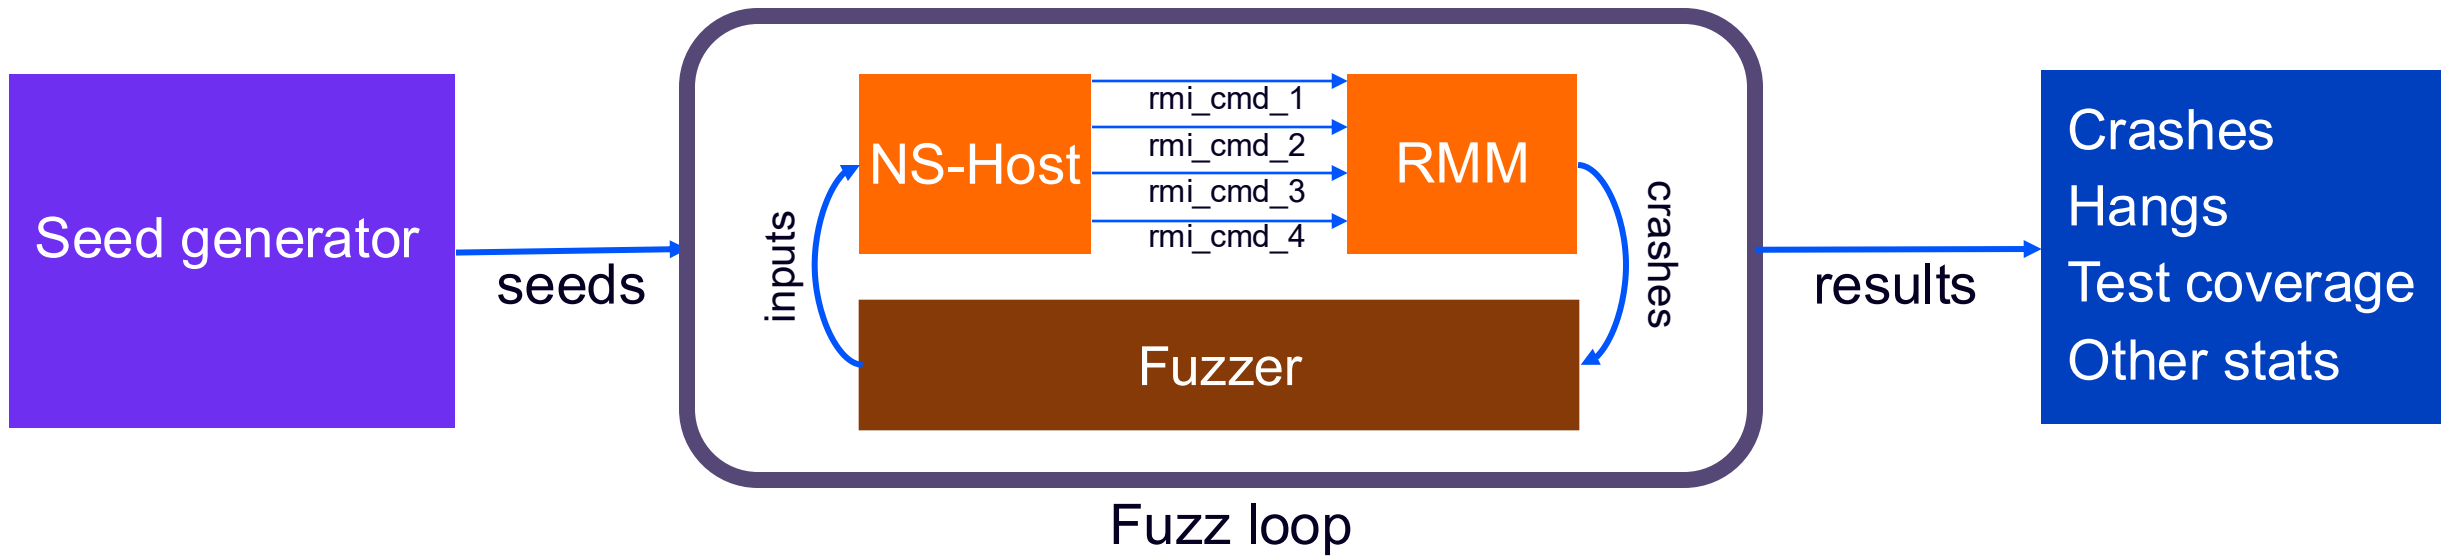 Seed generator
seeds
inputs
NS-Host
rmi_cmd_1
rmi_cmd_2
rmi_cmd_3
rmi_cmd_4
RMM
crashes
Fuzzer
Fuzz loop
results
Crashes
Hangs
Test coverage
Other stats